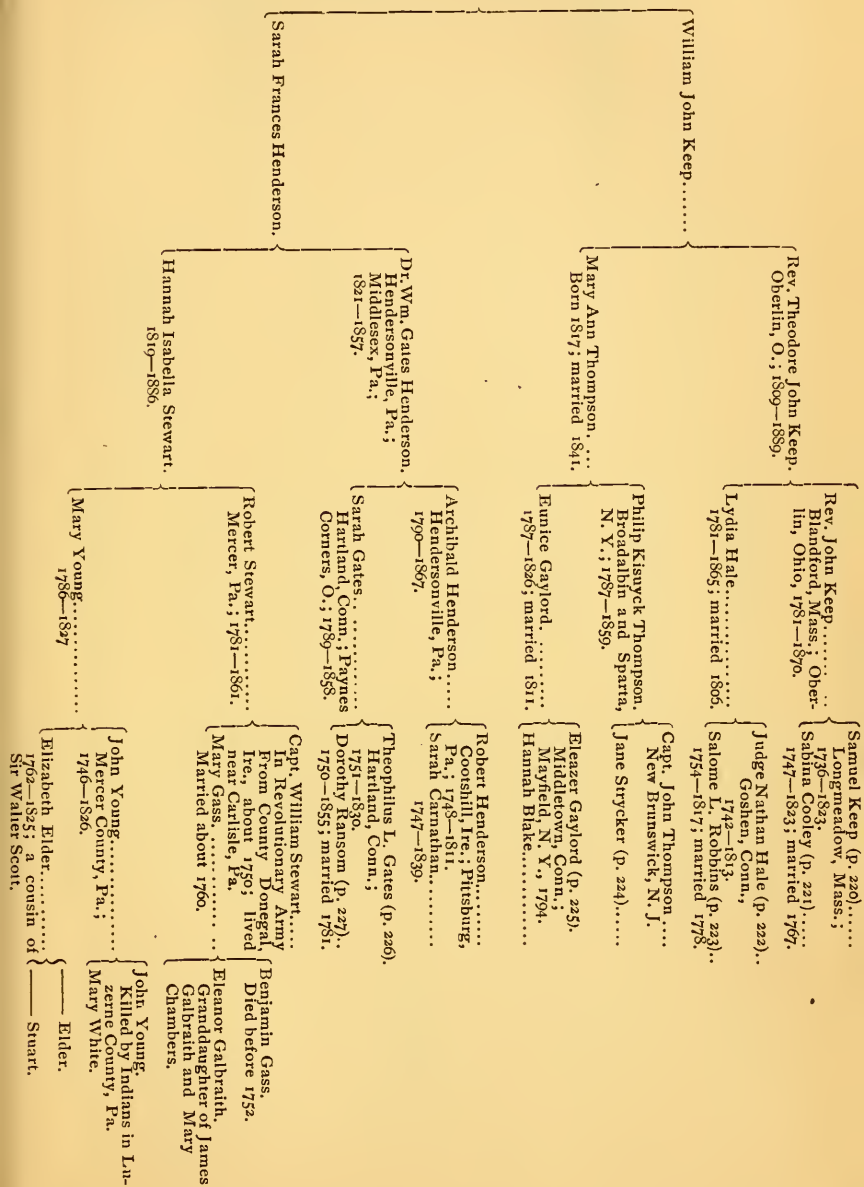 William John Keep.......
Sarah Frances Henderson.
Rev. Theodore John Keep.
Oberlin, O.; 1809—1889.
Mary Ann Thompson. ...
Born 1817; married 1841.
Dr. Wm. Gates Henderson.
Hendersonville, Pa.;
Middlesex, Pa.;
1821—1857.
Hannah Isabella Stewart.
1819—1886.
Rev. John Keep....... ..
Blandford, Mass.; Ober-
lin, Ohio, 1781—1870.
Lydia Hale..............
1781—1865; married 1806.
Philip Kisuyck Thompson.
Broadalbin and Sparta,
N. Y.; 1787—1859.
Eunice Gaylord. .........
1787—1826; married 1811.
Archibald Henderson .....
Hendersonville, Pa.;
1790—1867.
Sarah Gates.. ...........
Hartland, Conn.; Paynes
Corners, O.; 1789—1858.
Robert Stewart..........
Mercer, Pa.; 1781—1861.
Mary Young...............
1786—1827
Samuel Keep (p. 220)......
Longmeadow, Mass.;
1736—1823.
Sabina Cooley (p. 221).....
1747—1823; married 1767.
Judge Nathan Hale (p. 222)..
Goshen, Conn.,
1742—1813.
Salome L. Robbins (p. 223)..
1754—1817; married 1778.
Capt. John Thompson ....
New Brunswick, N. J.
Jane Strycker (p. 224)......
Eleazer Gaylord (p. 225).
Middletown, Conn.;
Mayfield, N. Y., 1794.
Hannah Blake............
Robert Henderson.........
Cootshill, Ire.; Pittsburg,
Pa.; 1748—1811.
Sarah Carnathan.........
1747—1839.
Theophilus L. Gates (p. 226).
Hartland, Conn.;
1751—1830.
Dorothy Ransom (p. 227)..
1750—1855; married 1781.
Capt. William Stewart.....
In Revolutionary Army
From County Donegal,
Ire., about 1750; lived
near Carlisle, Pa.
Mary Gass. ............ ..
Married about 1760.
John Young...............
Mercer County, Pa.;
1746—1826.
Elizabeth Elder...........
1762—1825; a cousin of
Sir Walter Scott.
Benjamin Gass.
Died before 1752.
Eleanor Galbraith.
Granddaughter of James
Galbraith and Mary
Chambers.
John Young.
Killed by Indians in Lu-
zerne County, Pa.
Mary White.
—— Elder.
—— Stuart.